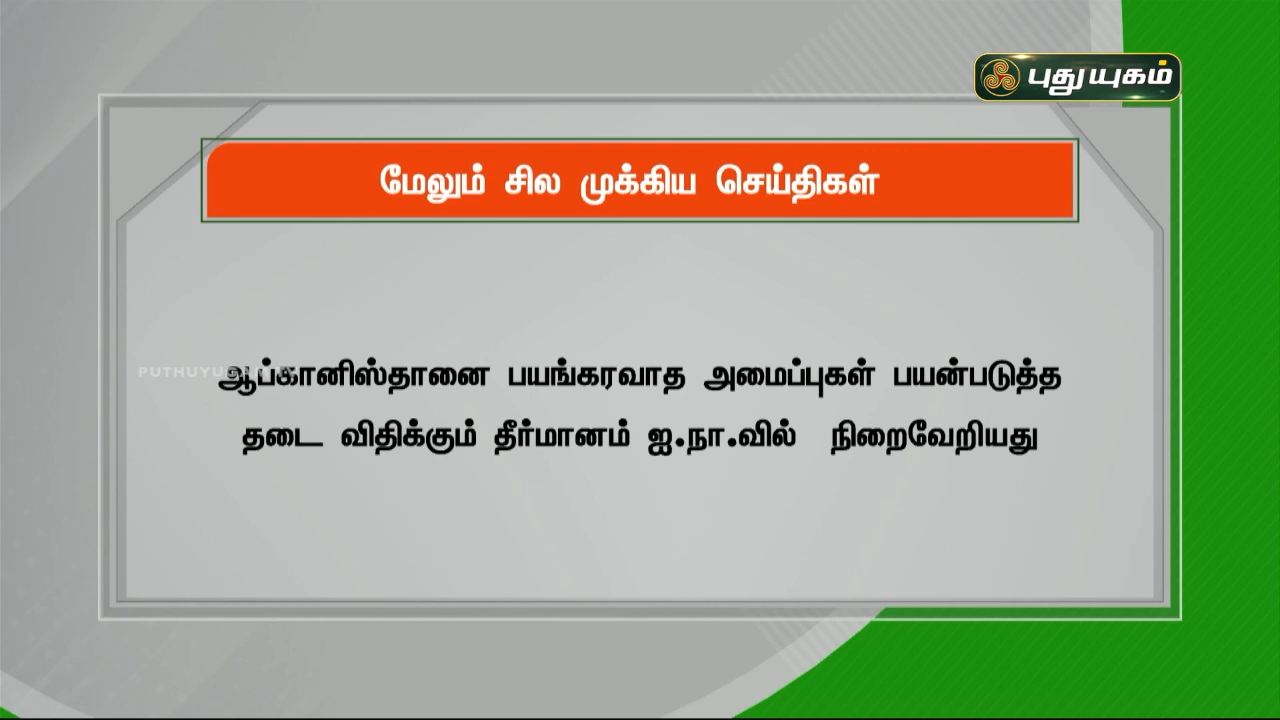 புதுயுகம்
மேலும் சில முக்கிய செய்திகள்
ஆப்கானிஸ்தானை பயங்கரவாத அமைப்புகள் பயன்படுத்த
தடை விதிக்கும் தீர்மானம் ஐ.நா.வில் நிறைவேறியது